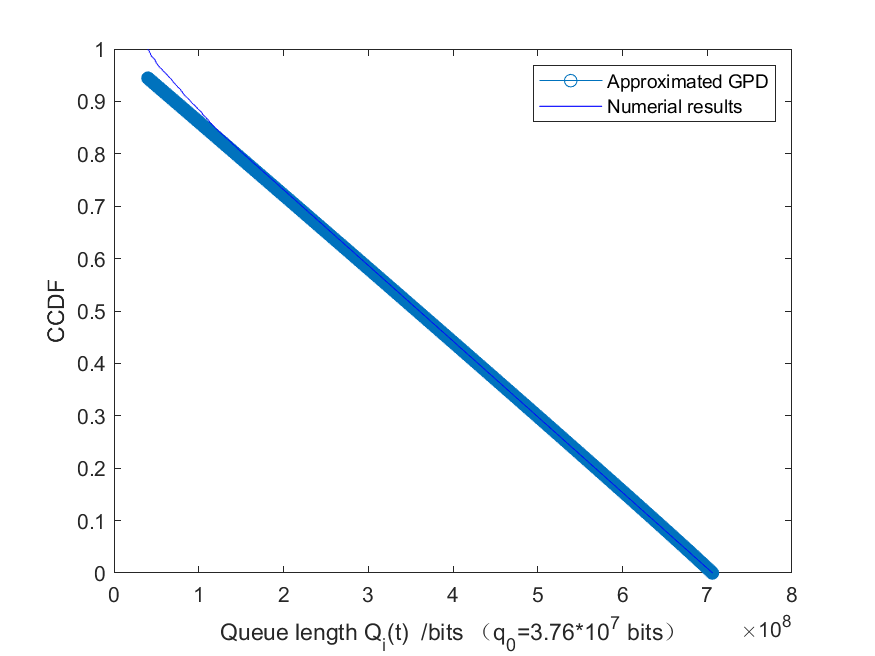 Approximated GPD
Numerial results
1
0.9
0.8
0.7
0.6
0.5
0.4
0.3
0.2
0.1
0
CCDF
0 1 2 3 4 5 6 7 8
×10^8
Queue length Q_i(t) /bits （q_0=3.76*10^7 bits）